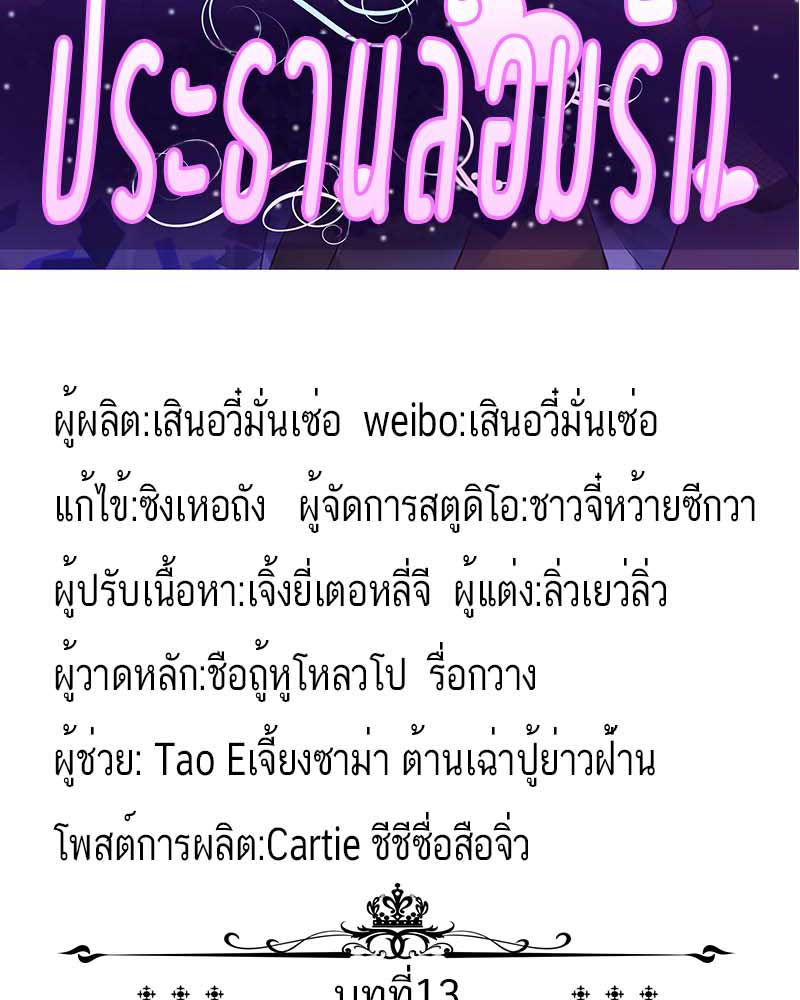 ประธานล้อมรัก
ผู้ผลิต:เสินอวี๋มั่นเซ่อ weibo:เสินอวี๋มั่นเซ่อ
แก้ไข้:ซิงเหอถัง ผู้จัดการสตูดิโอ:ชาวจี๋หว้ายซีกวา
ผู้ปรับเนื้อหา:เจิ้งยี่เตอหลี่จี ผู้แต่ง:ลิ่วเยว่ลิ่ว
ผู้วาดหลัก:ชือถู้หูโหลวโป รื่อกวาง
ผู้ช่วย: Tao Eเจี้ยงซาม่า ต้านเฉ่าปู้ย่าวฝ้าน
โพสต์การผลิต:Cartie ชีชีซื่อสือจิ่ว
บทที่13